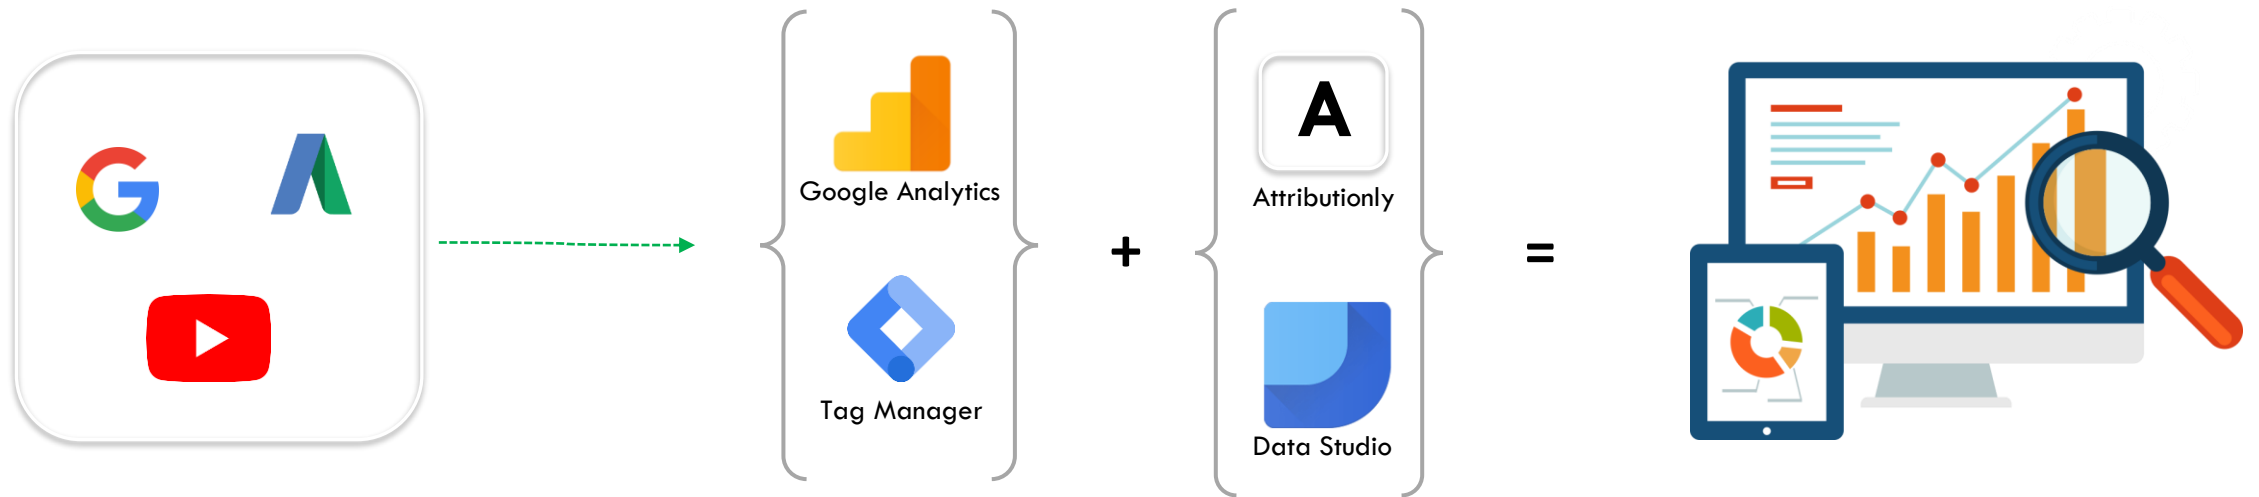 Google Analytics
Tag Manager
+
A
Attributionly
Data Studio
=